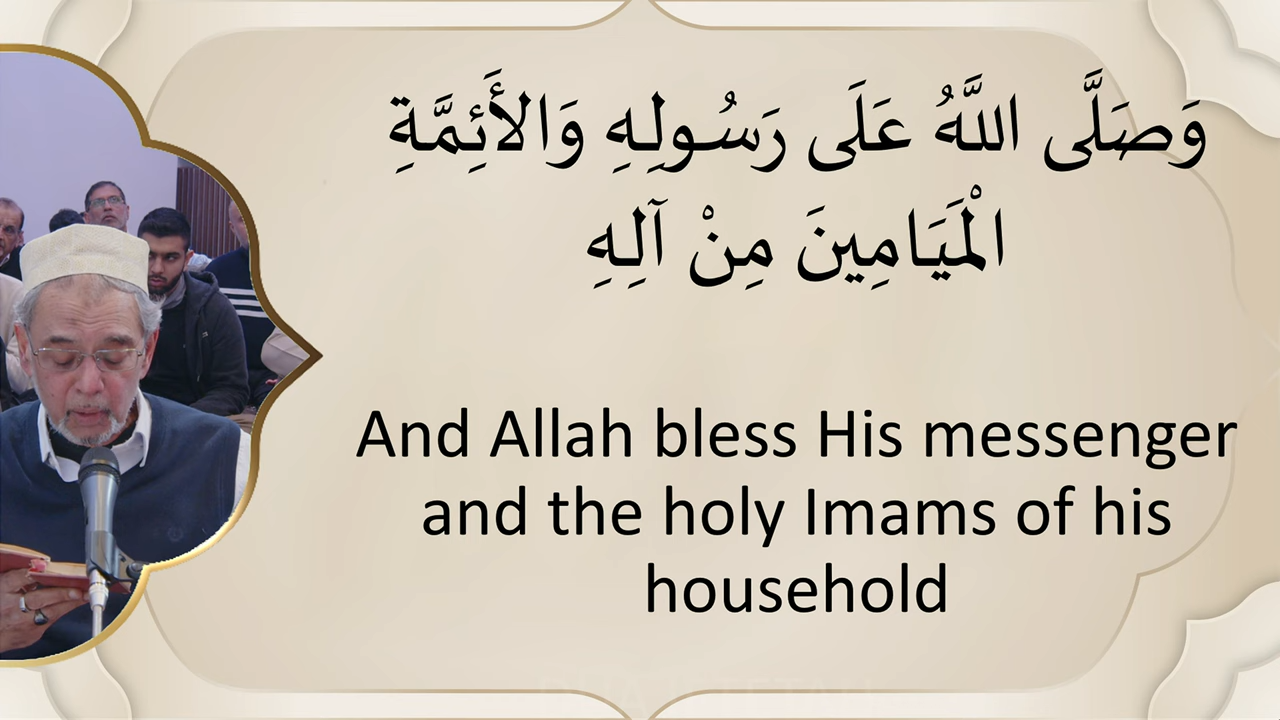 وَصَلَّى اللَّهُ عَلَى رَسُولِهِ وَالأَئِمَّةِ
الْمَيَامِينَ مِنْ آلِهِ
And Allah bless His messenger
and the holy Imams of his
household